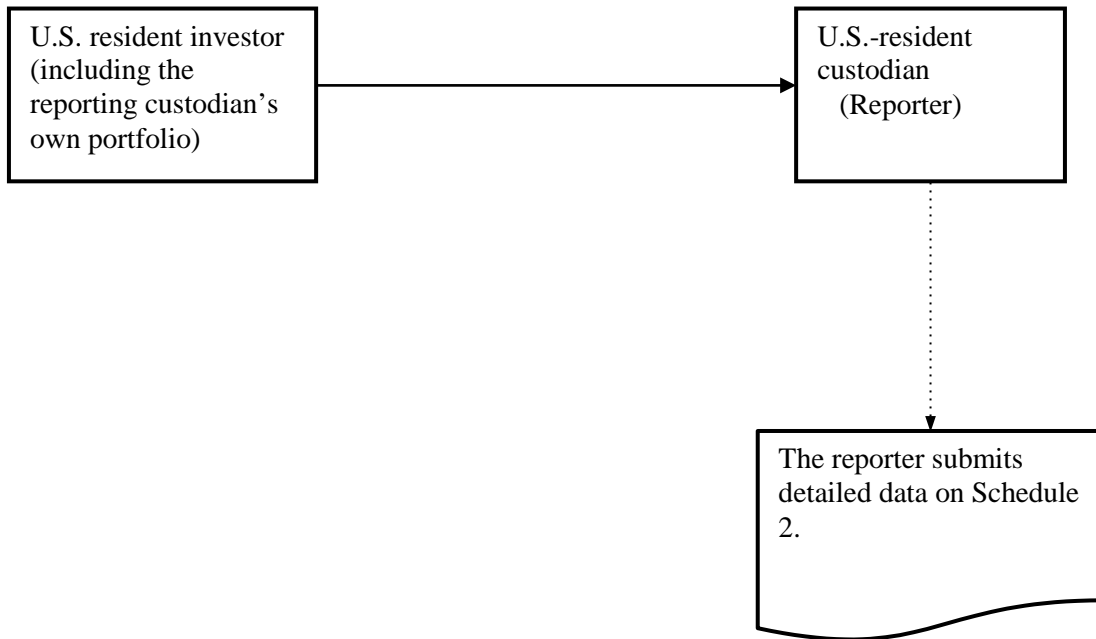 U.S. resident investor
(including the
reporting custodian’s
own portfolio)
U.S.-resident
custodian
(Reporter)
The reporter submits
detailed data on Schedule
2.